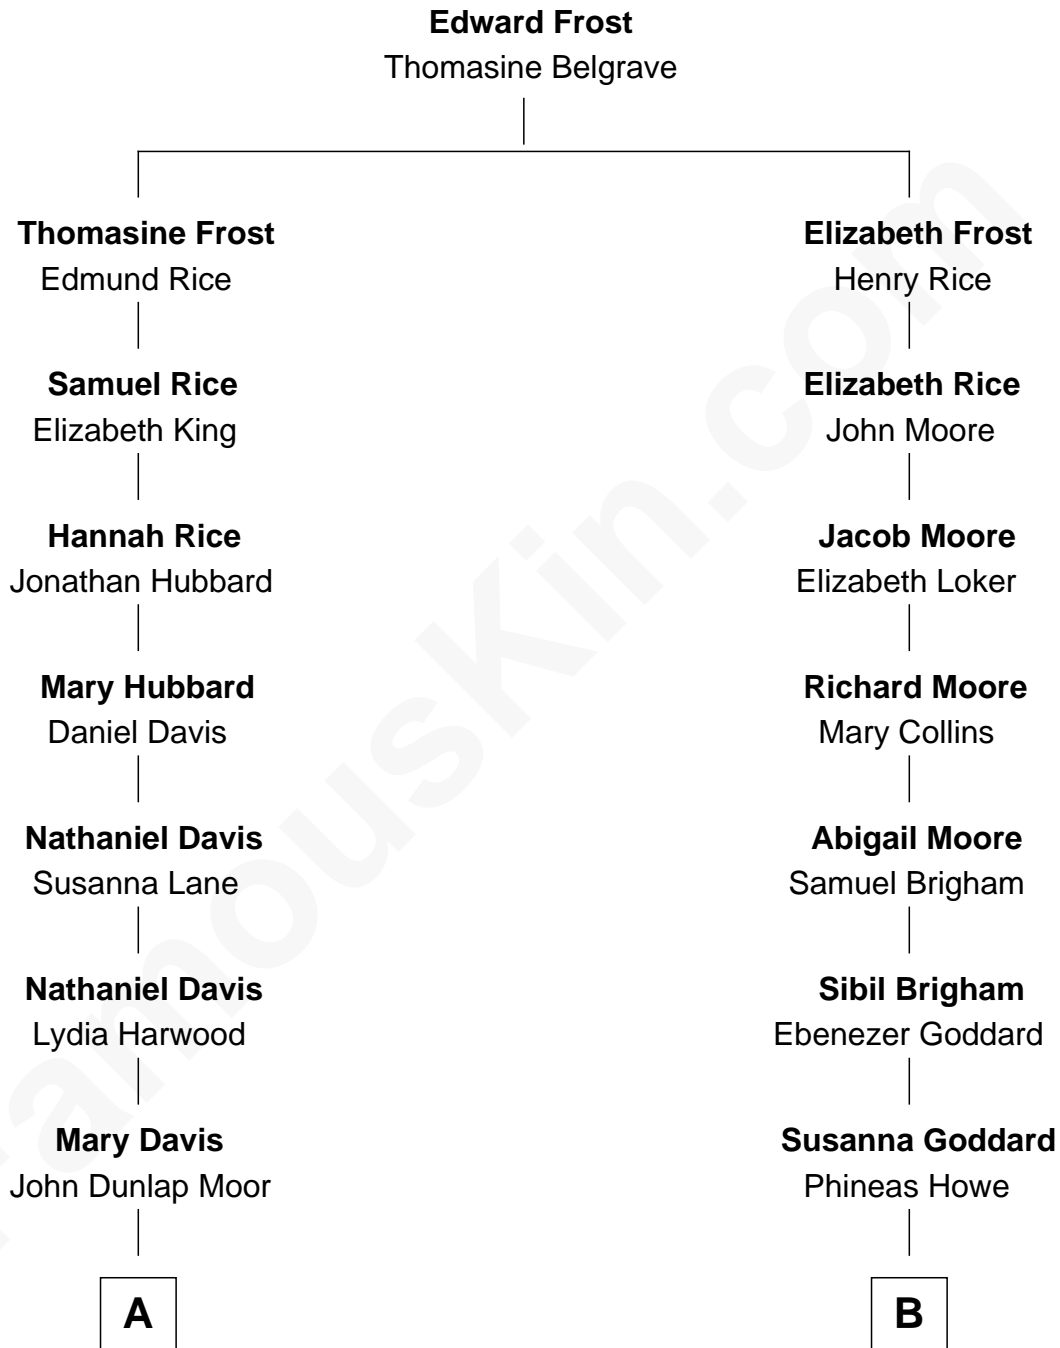 Edward Frost
Thomasine Belgrave
Thomasine Frost
Edmund Rice
Elizabeth Frost
Henry Rice
Samuel Rice
Elizabeth King
Elizabeth Rice
John Moore
Hannah Rice
Jonathan Hubbard
Jacob Moore
Elizabeth Loker
Mary Hubbard
Daniel Davis
Richard Moore
Mary Collins
Nathaniel Davis
Susanna Lane
Abigail Moore
Samuel Brigham
Nathaniel Davis
Lydia Harwood
Sibil Brigham
Ebenezer Goddard
Mary Davis
John Dunlap Moor
Susanna Goddard
Phineas Howe
A
B
FamousKin.com